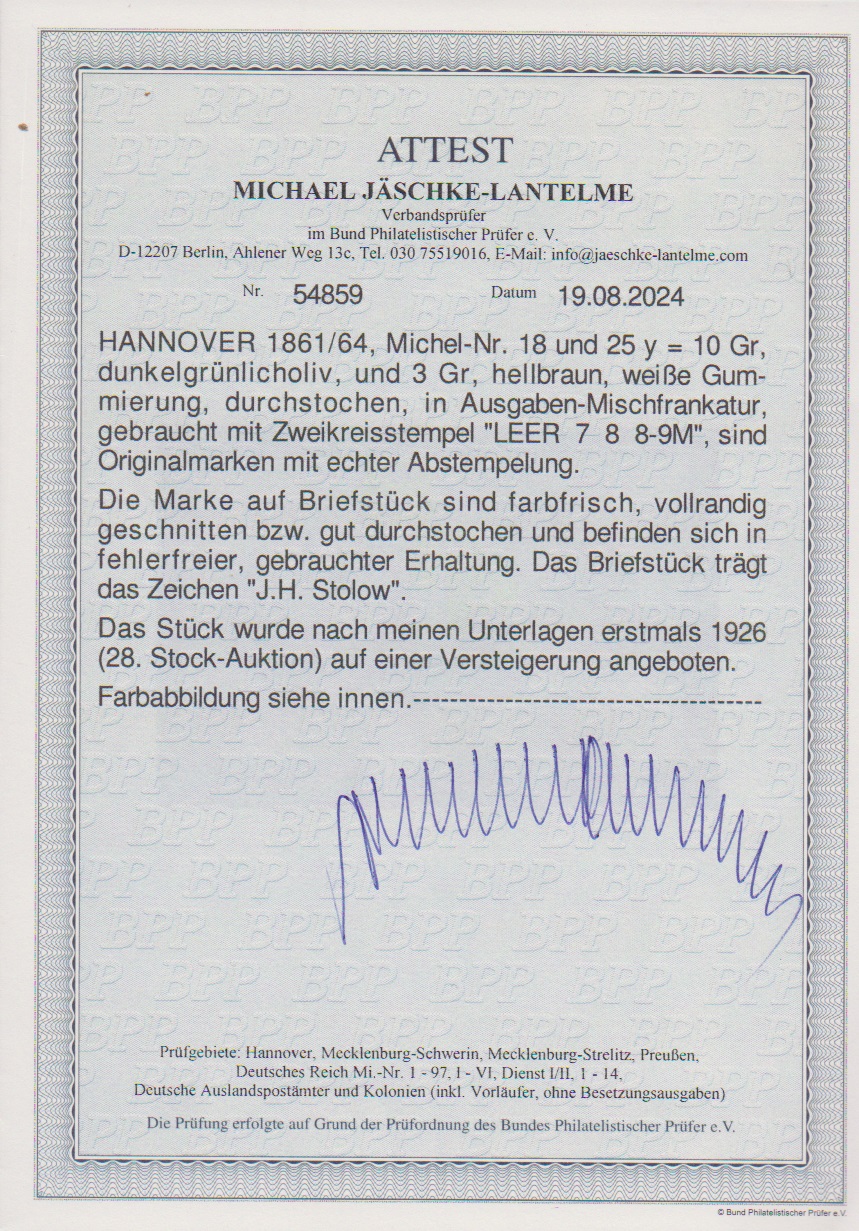 ATTEST
MICHAEL JÄSCHKE-LANTELME
Verbandsprüfer
im Bund Philatelistischer Prüfer e. V.
D-12207 Berlin, Ahlener Weg 13c, Tel. 030 75519016, E-Mail: info@jaeschke-lantelme.com
Nr. 54859 Datum 19.08.2024
HANNOVER 1861/64, Michel-Nr. 18 und 25 y = 10 Gr,
dunkelgrünlicholiv, und 3 Gr, hellbraun, weiße Gum-
mierung, durchstochen, in Ausgaben-Mischfrankatur,
gebraucht mit Zweikreisstempel "LEER 7 8 8-9M", sind
Originalmarken mit echter Abstempelung.
Die Marke auf Briefstück sind farbfrisch, vollrandig
geschnitten bzw. gut durchstochen und befinden sich in
fehlerfreier, gebrauchter Erhaltung. Das Briefstück trägt
das Zeichen "J.H. Stolow".
Das Stück wurde nach meinen Unterlagen erstmals 1926
(28. Stock-Auktion) auf einer Versteigerung angeboten.
Farbabbildung siehe innen.--------------------------------------
Prüfgebiete: Hannover, Mecklenburg-Schwerin, Mecklenburg-Strelitz, Preußen,
Deutsches Reich Mi.-Nr. 1 - 97, I - VI, Dienst I/II, 1 - 14,
Deutsche Auslandspostämter und Kolonien (inkl. Vorläufer, ohne Besetzungsausgaben)
Die Prüfung erfolgte auf Grund der Prüfordnung des Bundes Philatelistischer Prüfer e.V.
© Bund Philatelistischer Prüfer e.V.